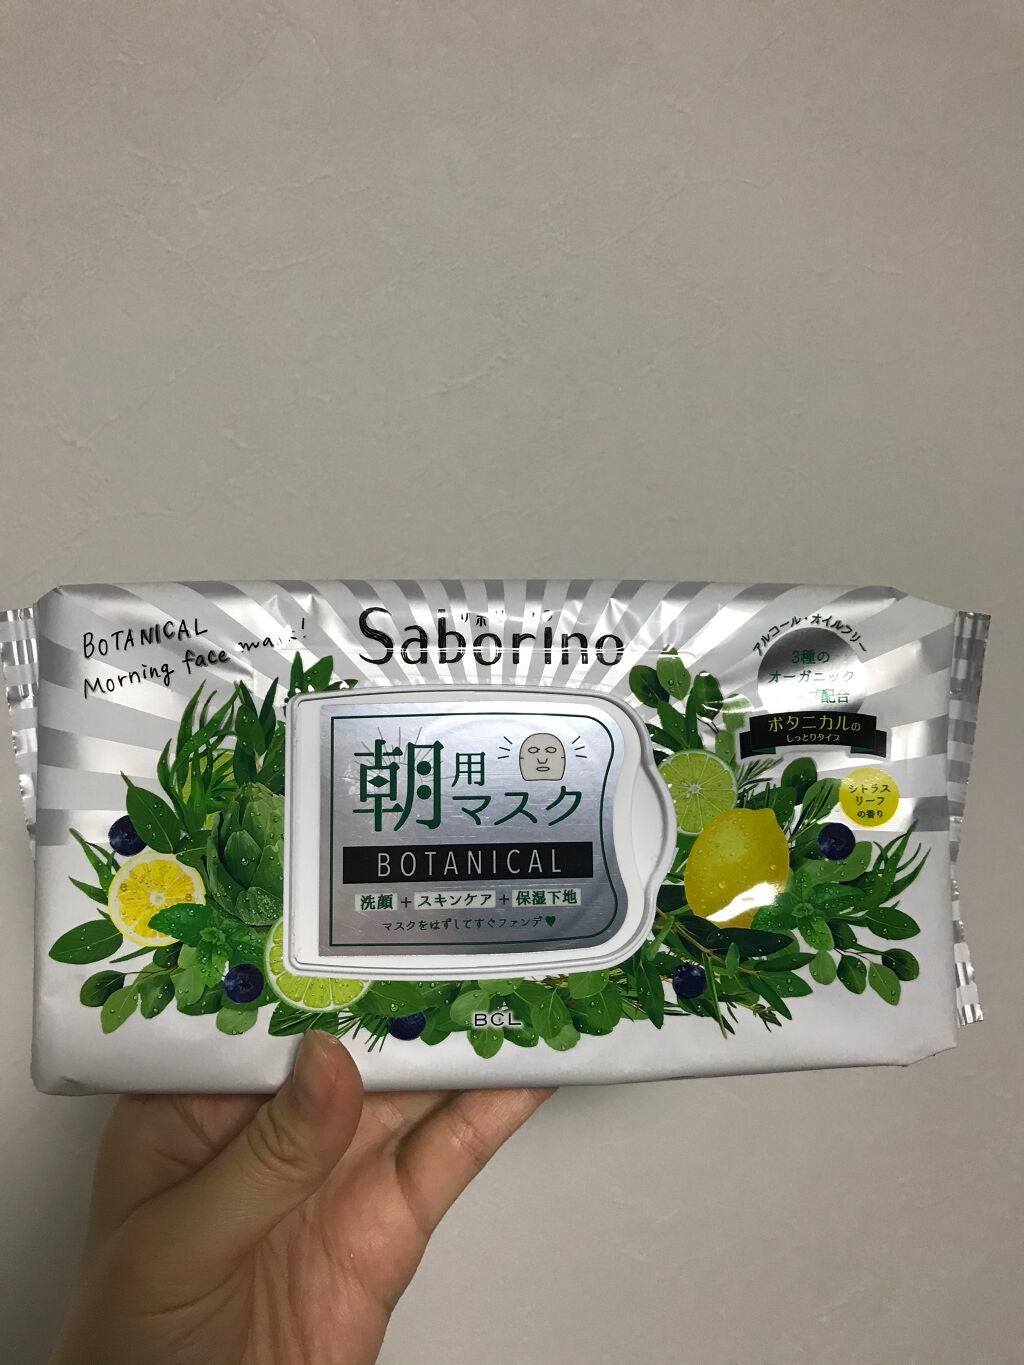 BOTANICAL
Morning face mask!
Saborino
アルコール・オイルフリー
3種の
オーガニック
配合
ボタニカルの
しっとりタイプ
シトラス
リーフ
の香り
朝用
マスク
BOTANICAL
洗顔+スキンケア+保湿下地
マスクをはずしてすぐファンデ♥
BCL